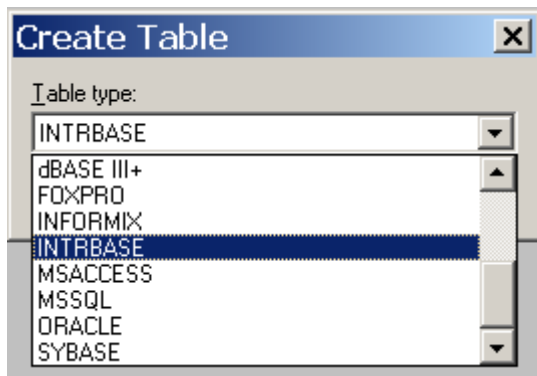 Create Table
Table type:
INTRBASE
dBASE III+
FOXPRO
INFORMIX
INTRBASE
MSACCESS
MSSQL
ORACLE
SYBASE